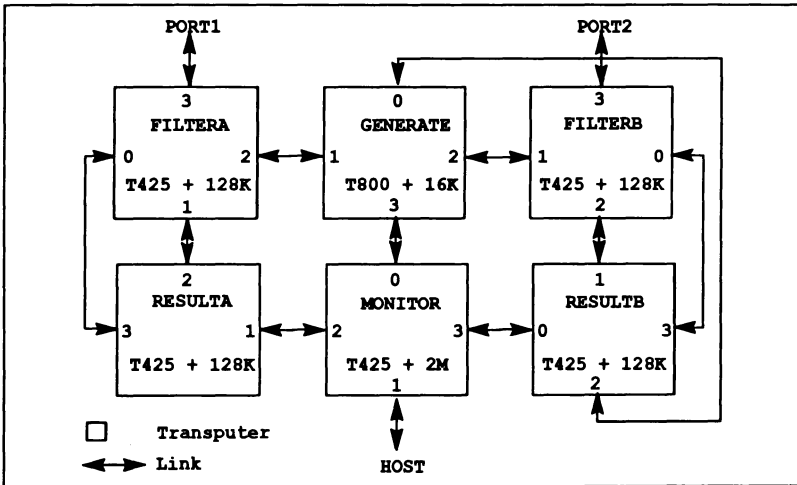 PORT1 PORT2
3 0 3
FILTERA GENERATE FILTERB
0 2 1 2 1 0
T425 + 128K T800 + 16K T425 + 128K
1 3 2
2 0 1
RESULTA MONITOR RESULTB
3 1 2 3 0 3
T425 + 128K T425 + 2M T425 + 128K
1 2
Transputer
Link HOST